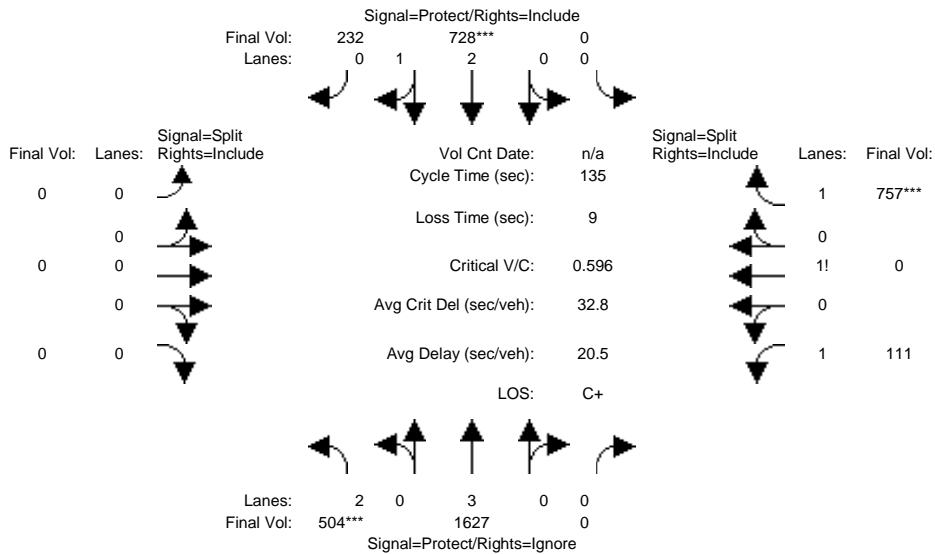 Signal=Protect/Rights=Include
Final Vol: 232 728*** 0
Lanes: 0 1 2 0 0
Signal=Split Signal=Split
Final Vol: Lanes: Rights=Include Vol Cnt Date: n/a Rights=Include Lanes: Final Vol:
Cycle Time (sec): 135
0 0 1 757***
Loss Time (sec): 9
0 0
0 0 Critical V/C: 0.596 1! 0
0 Avg Crit Del (sec/veh): 32.8 0
0 0 Avg Delay (sec/veh): 20.5 1 111
LOS: C+
Lanes: 2 0 3 0 0
Final Vol: 504*** 1627 0
Signal=Protect/Rights=Ignore